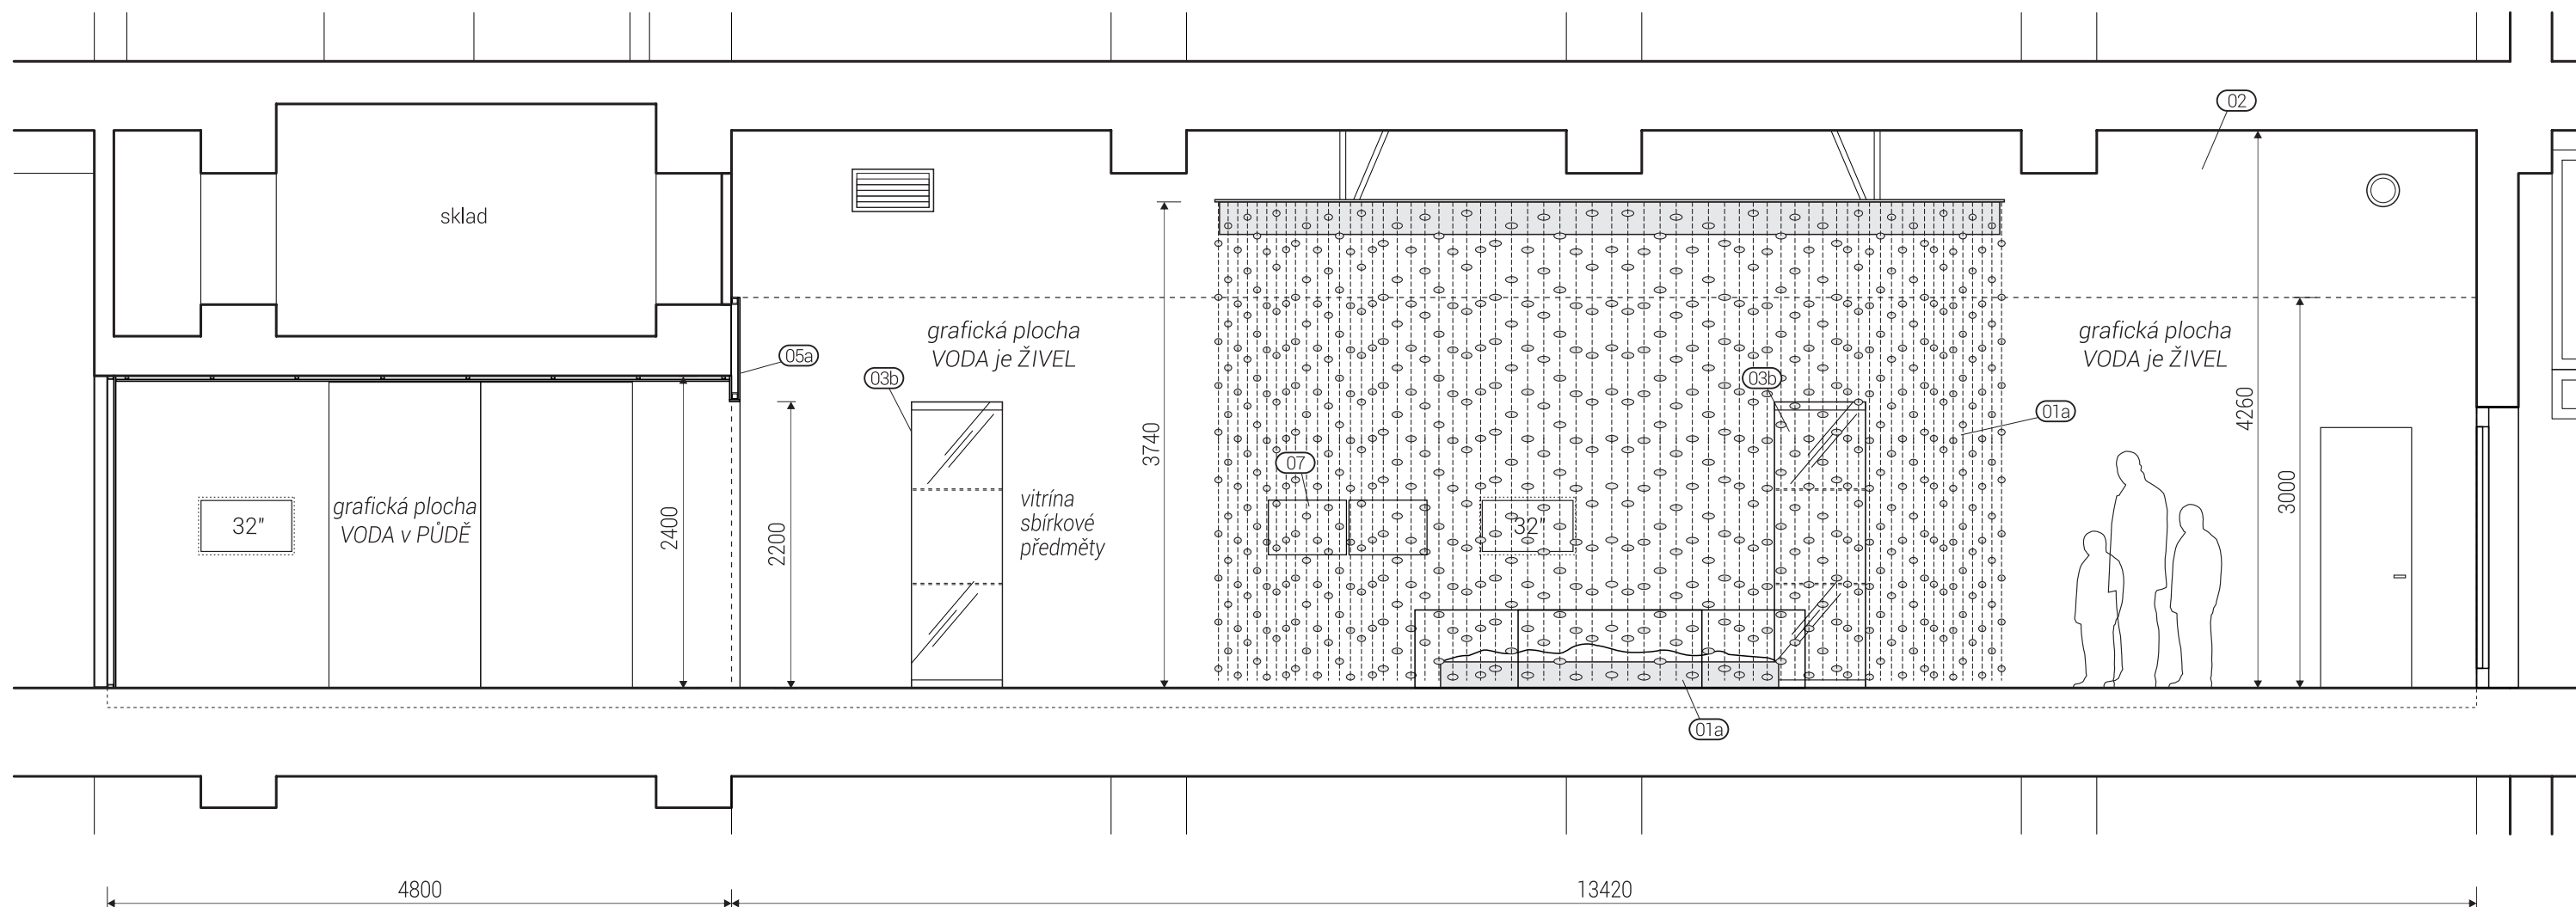 02
sklad
grafická plocha
VODA je ŽIVEL
grafická plocha
VODA je ŽIVEL
05a
03b
03b
01a
4260
3740
07
3000
grafická plocha
VODA v PŮDĚ
32"
2400
2200
vitrína
sbírkové
předměty
32"
01a
4800
13420